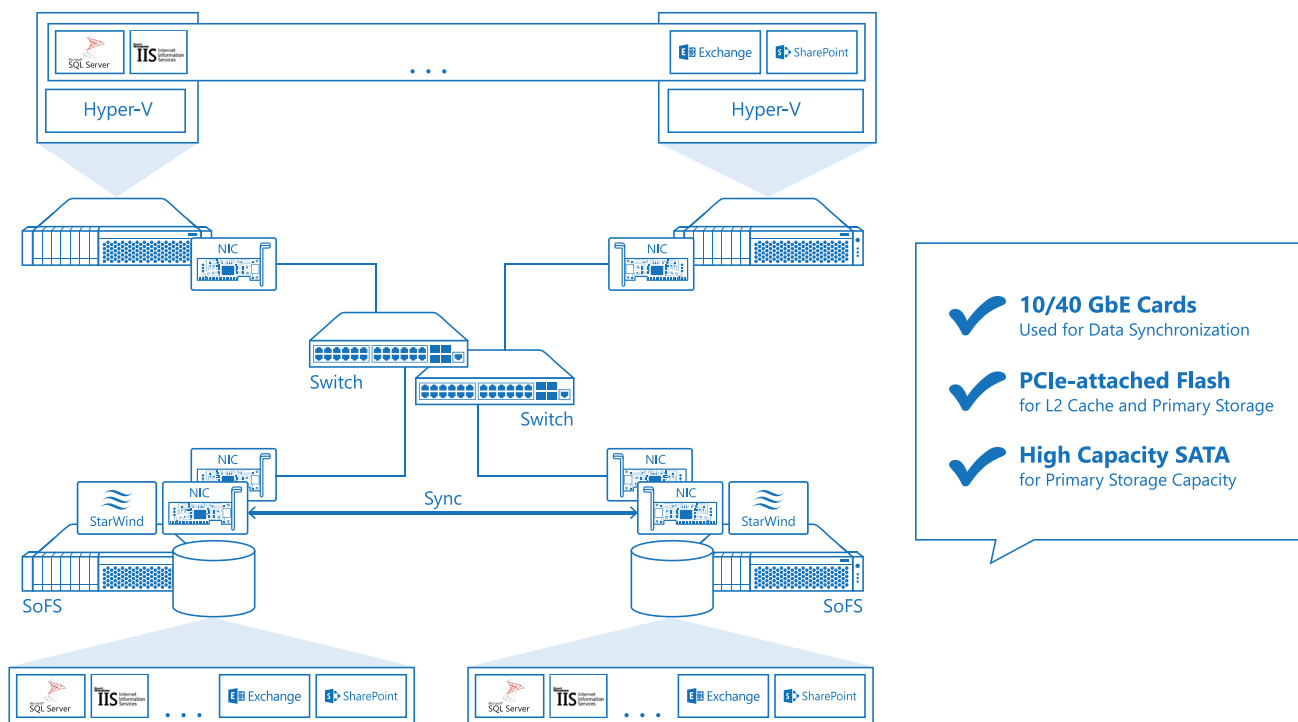 Microsoft
SQL Server
IIS
Internet
Information
Services
. . .
Exchange
SharePoint
Hyper-V
Hyper-V
NIC
NIC
Switch
Switch
10/40 GbE Cards
Used for Data Synchronization
PCIe-attached Flash
for L2 Cache and Primary Storage
High Capacity SATA
for Primary Storage Capacity
NIC
NIC
StarWind
NIC
Sync
NIC
StarWind
SoFS
SoFS
Microsoft
SQL Server
IIS
Internet
Information
Services
. . .
Exchange
SharePoint
Microsoft
SQL Server
IIS
Internet
Information
Services
. . .
Exchange
SharePoint